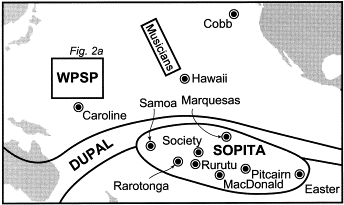 Cobb
Musicians
Fig. 2a
WPSP
Hawaii
Caroline
Samoa
Marquesas
DUPAL
Society
SOPITA
Rurutu
Pitcairn
Rarotonga
MacDonald
Easter